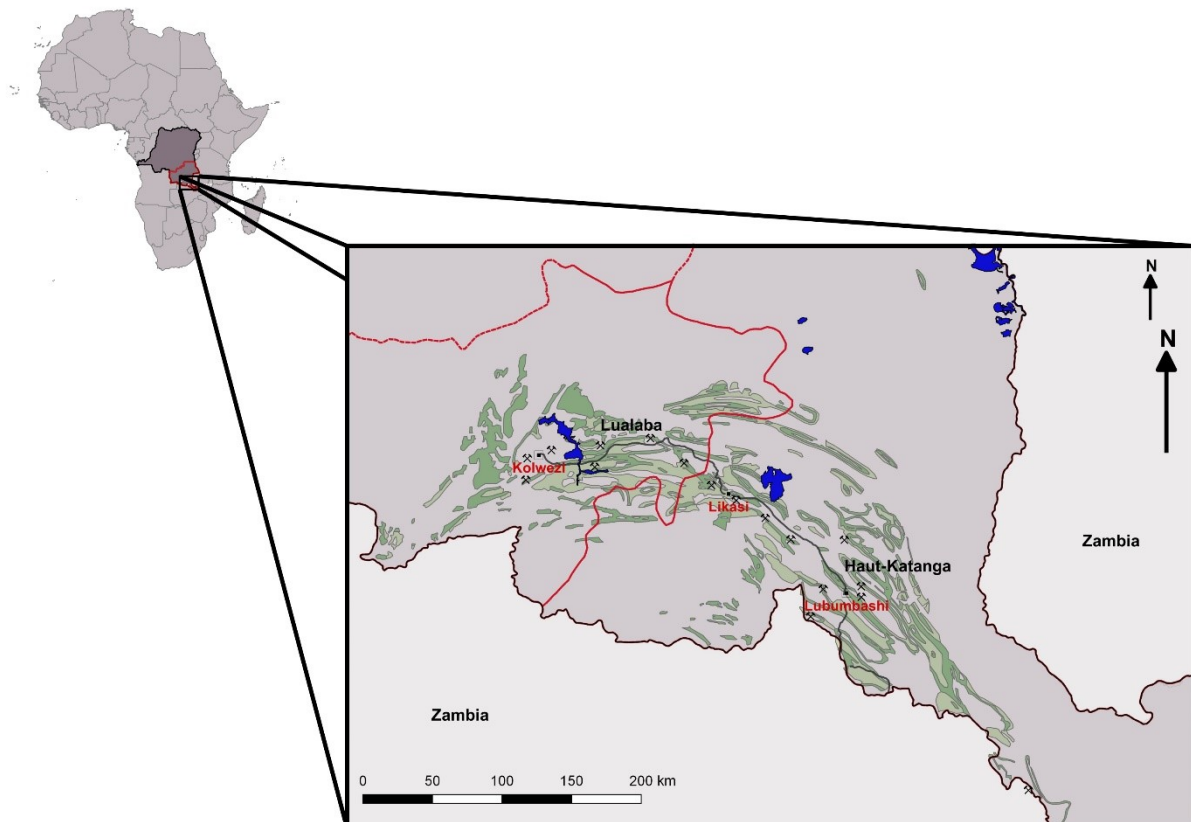 N
N
Lualaba
Kolwezi
Likasi
Zambia
Haut-Katanga
Lubumbashi
Zambia
0 50 100 150 200 km